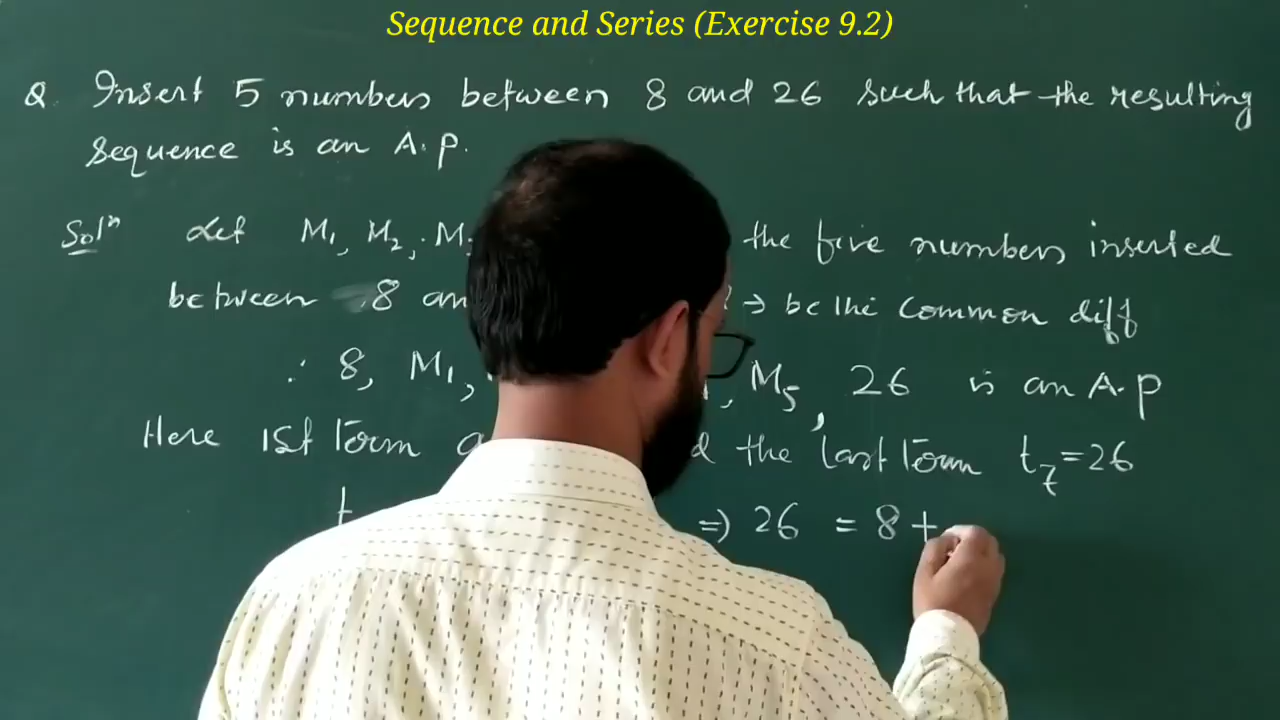 Sequence and Series (Exercise 9.2)
Q. Insert 5 numbers between 8 and 26 such that the resulting
sequence is an A.P.
Solⁿ Let M₁, M₂, M the five numbers inserted
between 8 an → be the common diff
∴ 8, M₁, , M₅, 26 is an A.P
Here 1st Term a the last Term t₇=26
t ⇒ 26 = 8+